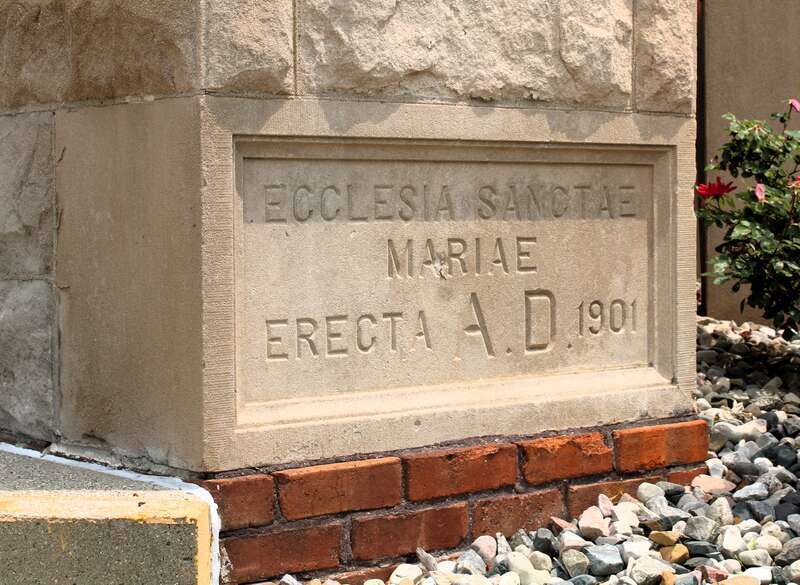 ECCLESIA SANCTAE
MARIAE
ERECTA A.D. 1901